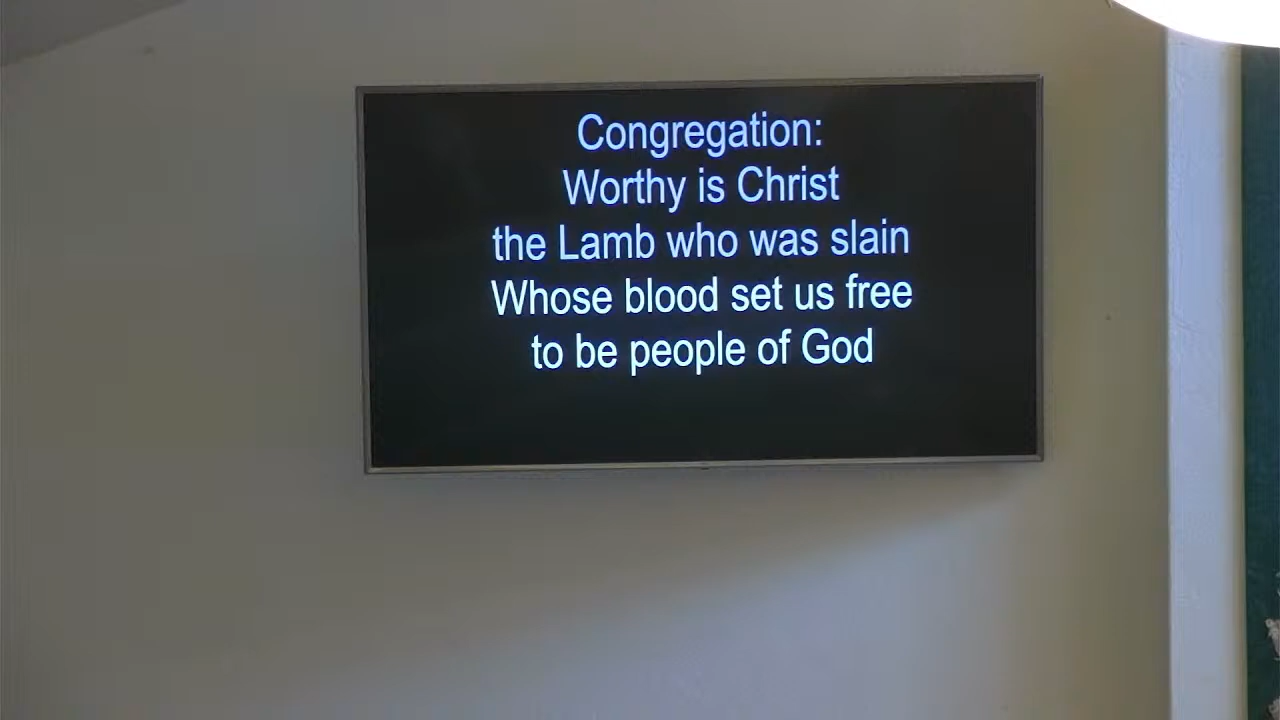 Congregation:
Worthy is Christ
the Lamb who was slain
Whose blood set us free
to be people of God